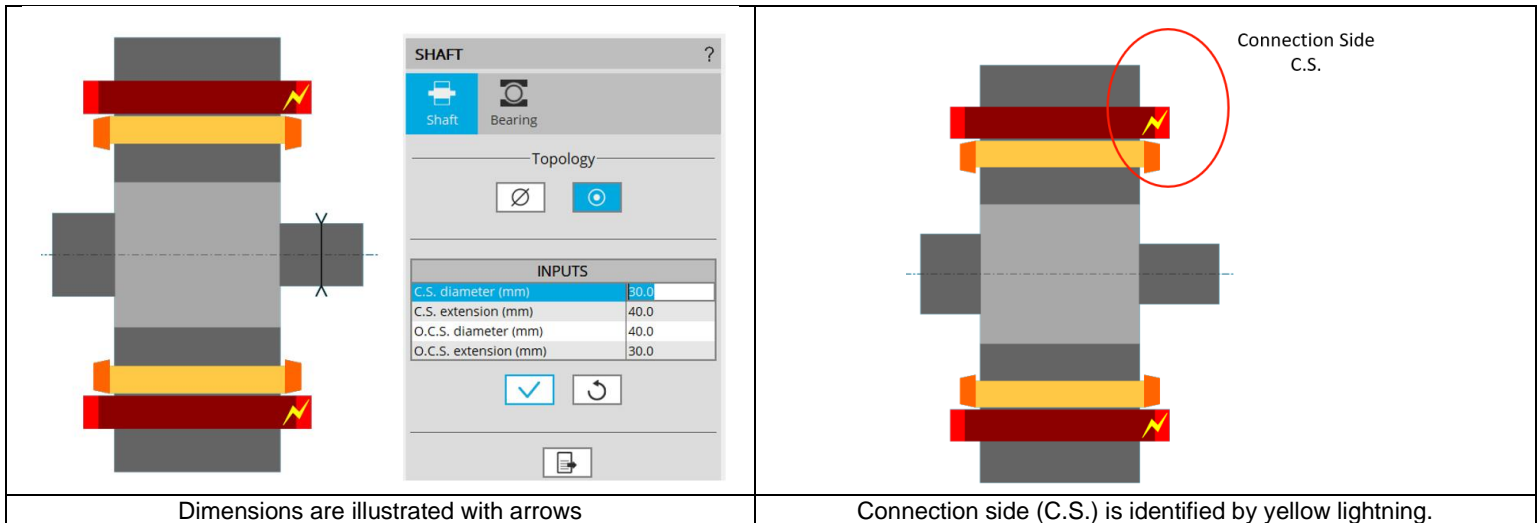 SHAFT
?
Shaft
Bearing
Topology
INPUTS
C.S. diameter (mm) 30.0
C.S. extension (mm) 40.0
O.C.S. diameter (mm) 40.0
O.C.S. extension (mm) 30.0
Dimensions are illustrated with arrows
Connection Side
C.S.
Connection side (C.S.) is identified by yellow lightning.